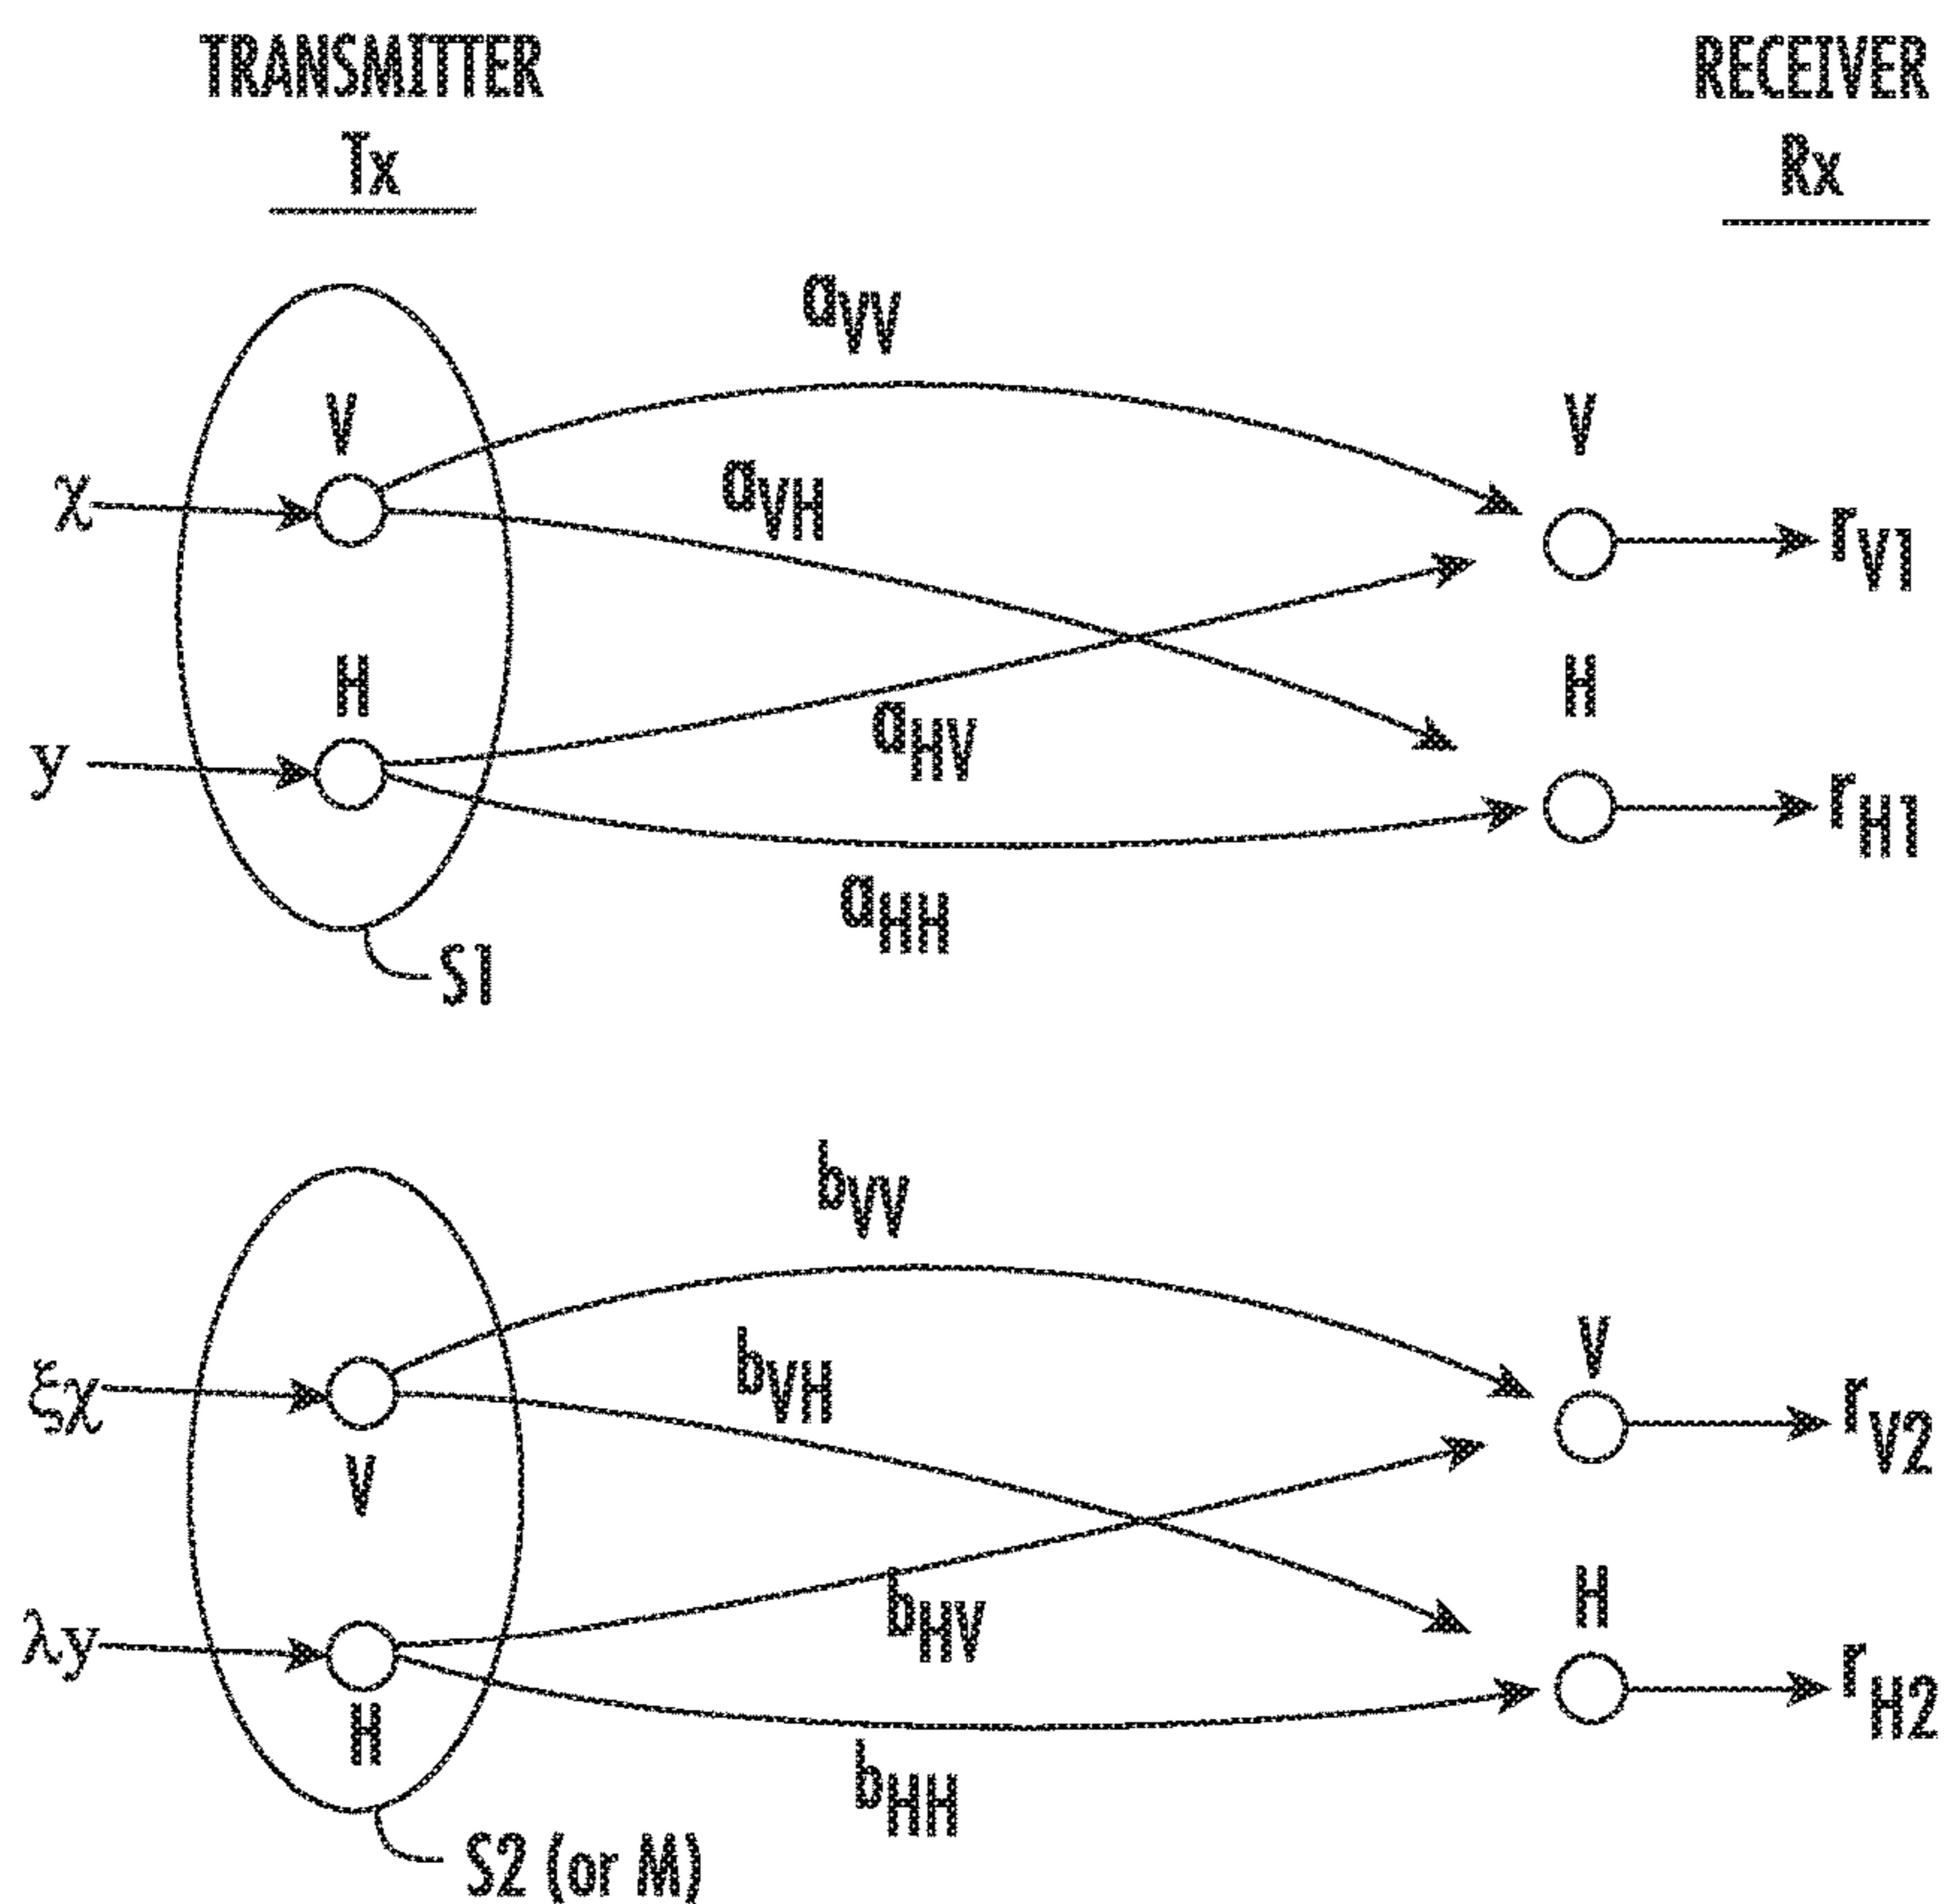 TRANSMITTER
Tx
RECEIVER
Rx
aVV
V
V
χ
aVH
rV1
H
H
y
aHV
rH1
aHH
S1
bVV
V
ξχ
bVH
rV2
V
H
λy
bHV
rH2
H
bHH
S2 (or M)